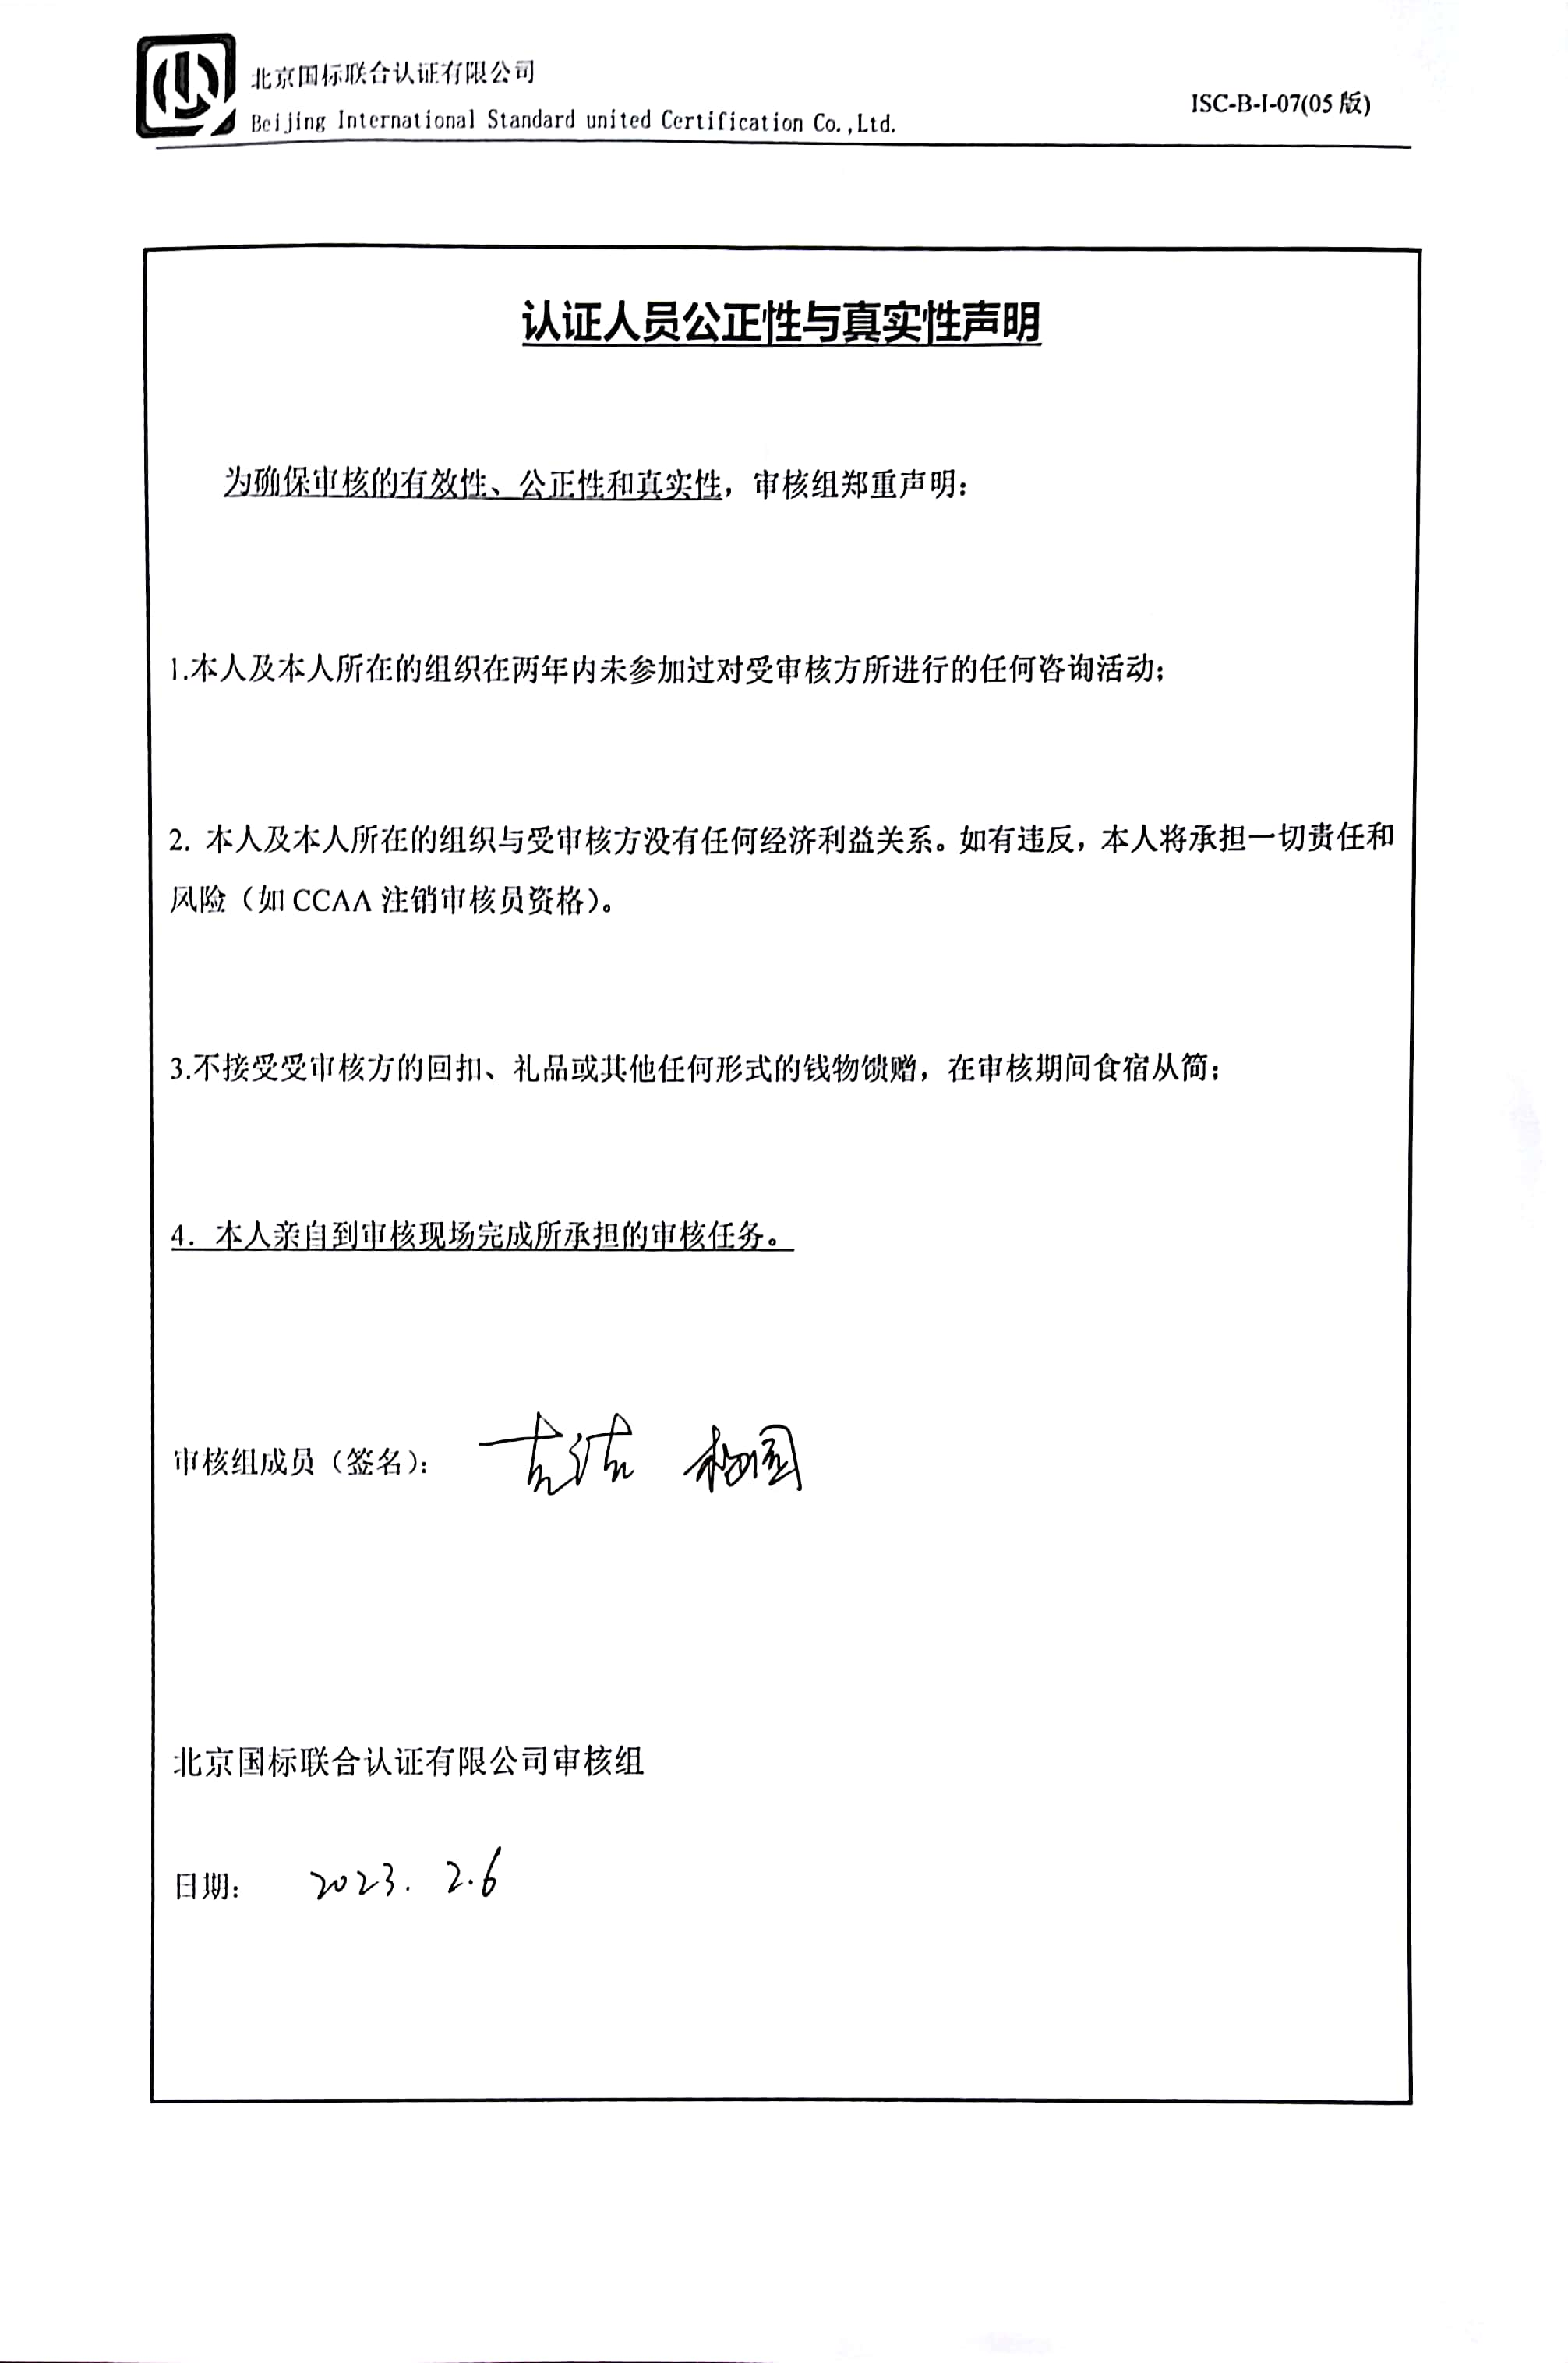 北京国标联合认证有限公司
Beijing International Standard united Certification Co.,Ltd.
ISC-B-I-07(05 版)
认证人员公正性与真实性声明
为确保审核的有效性、公正性和真实性，审核组郑重声明：
1.本人及本人所在的组织在两年内未参加过对受审核方所进行的任何咨询活动；
2. 本人及本人所在的组织与受审核方没有任何经济利益关系。如有违反，本人将承担一切责任和
风险（如 CCAA 注销审核员资格）。
3.不接受受审核方的回扣、礼品或其他任何形式的钱物馈赠，在审核期间食宿从简；
4. 本人亲自到审核现场完成所承担的审核任务。
审核组成员（签名）： 吉洁 杨园
北京国标联合认证有限公司审核组
日期： 2023. 2.6